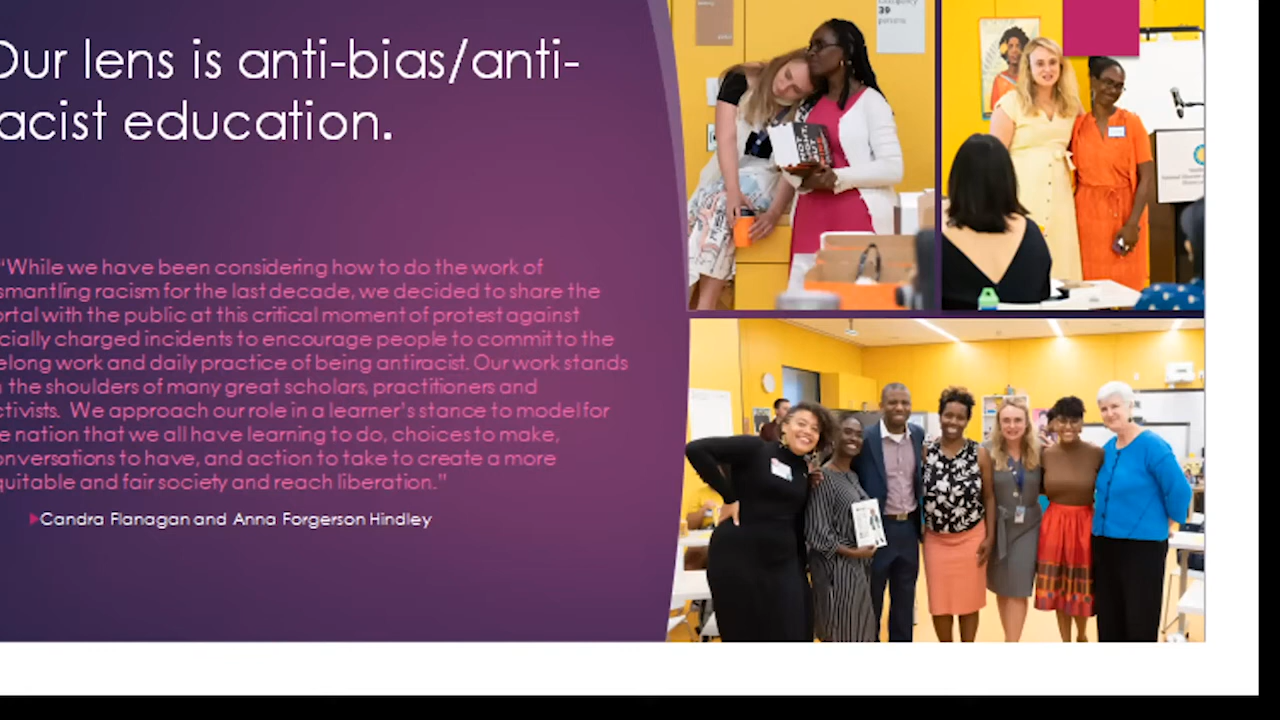 Our lens is anti-bias/anti-
acist education.
“While we have been considering how to do the work of
smantling racism for the last decade, we decided to share the
ortal with the public at this critical moment of protest against
cially charged incidents to encourage people to commit to the
elong work and daily practice of being antiracist. Our work stands
the shoulders of many great scholars, practitioners and
ctivists. We approach our role in a learner’s stance to model for
e nation that we all have learning to do, choices to make,
onversations to have, and action to take to create a more
quitable and fair society and reach liberation.”
Candra Flanagan and Anna Forgerson Hindley
39
persons